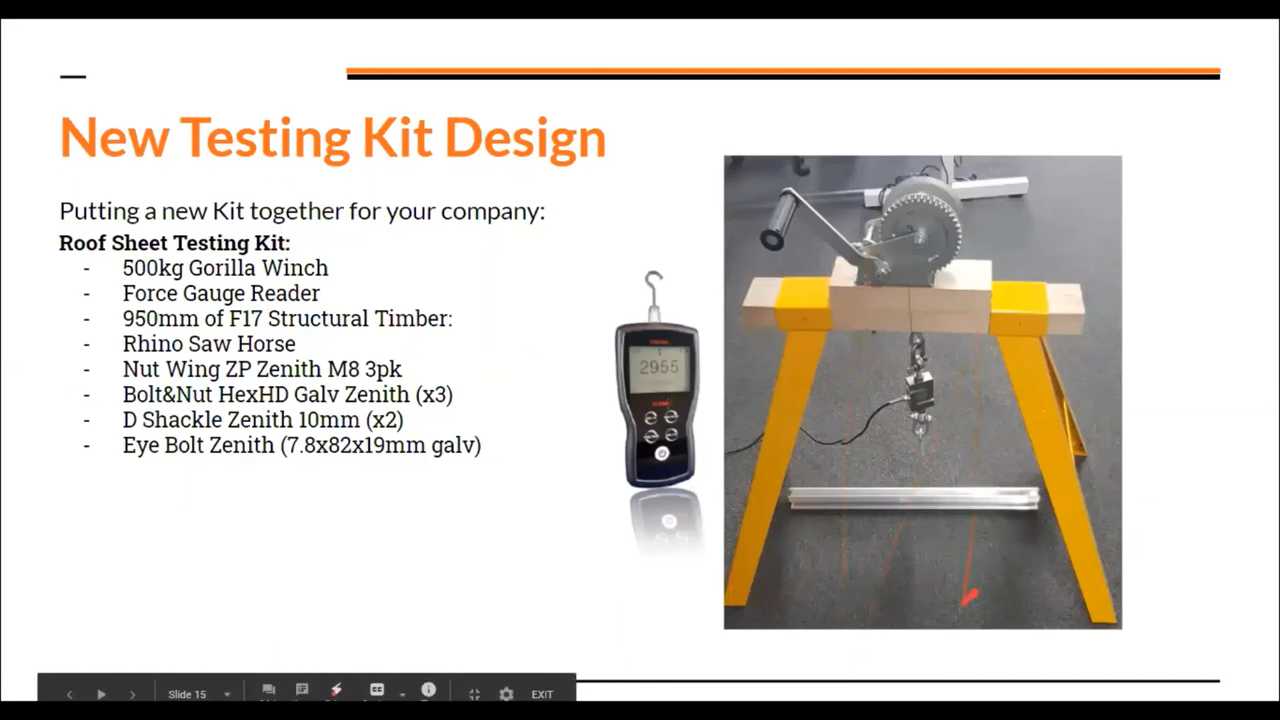 New Testing Kit Design
Putting a new Kit together for your company:
Roof Sheet Testing Kit:
- 500kg Gorilla Winch
- Force Gauge Reader
- 950mm of F17 Structural Timber:
- Rhino Saw Horse
- Nut Wing ZP Zenith M8 3pk
- Bolt&Nut HexHD Galv Zenith (x3)
- D Shackle Zenith 10mm (x2)
- Eye Bolt Zenith (7.8x82x19mm galv)
2955
Slide 15
CC
EXIT